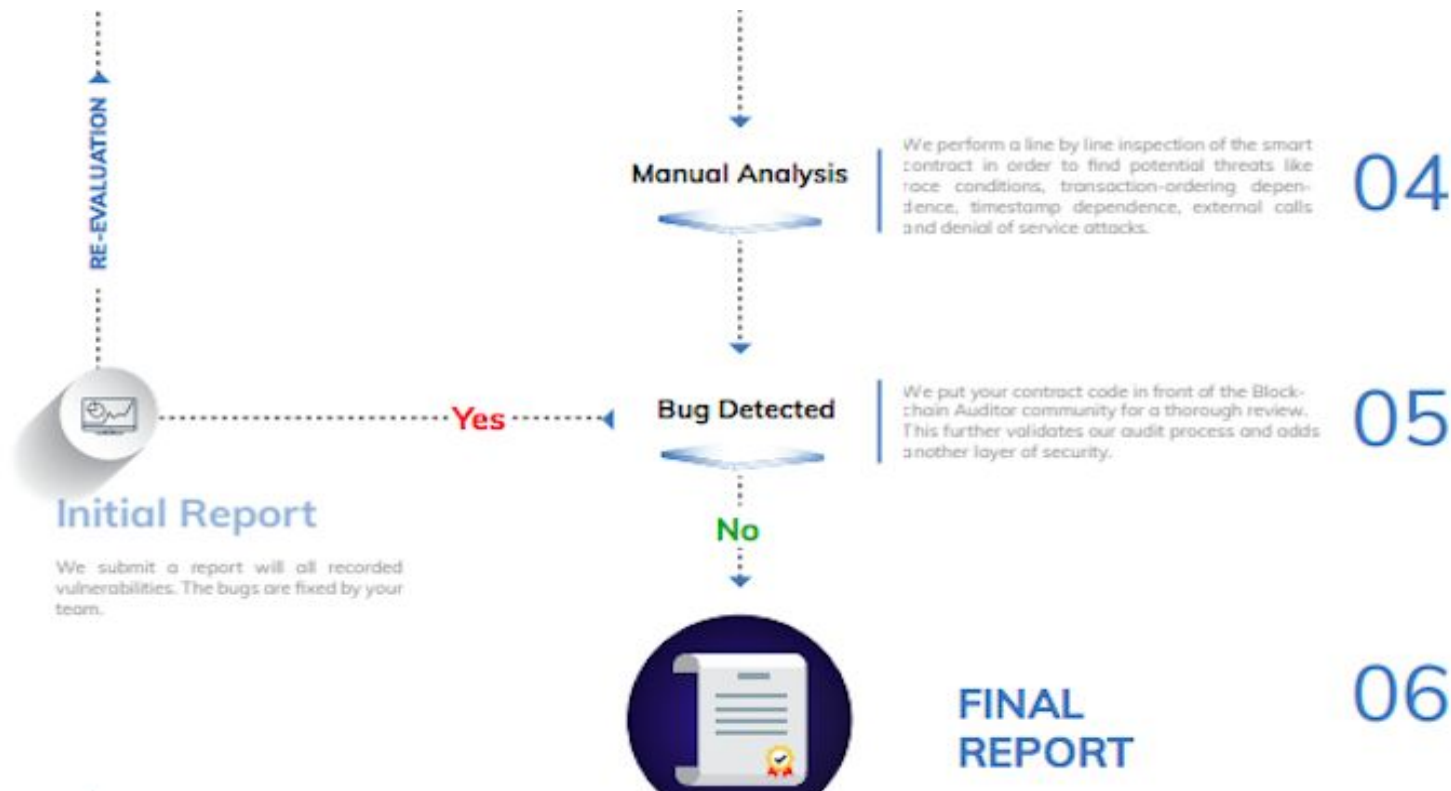 RE-EVALUATION
Manual Analysis
We perform a line by line inspection of the smart
contract in order to find potential threats like
race conditions, transaction-ordering depen-
dence, timestamp dependence, external calls
and denial of service attacks.
04
Yes
Bug Detected
We put your contract code in front of the Block-
chain Auditor community for a thorough review.
This further validates our audit process and adds
another layer of security.
05
Initial Report
We submit a report will all recorded
vulnerabilities. The bugs are fixed by your
team.
No
FINAL
REPORT
06